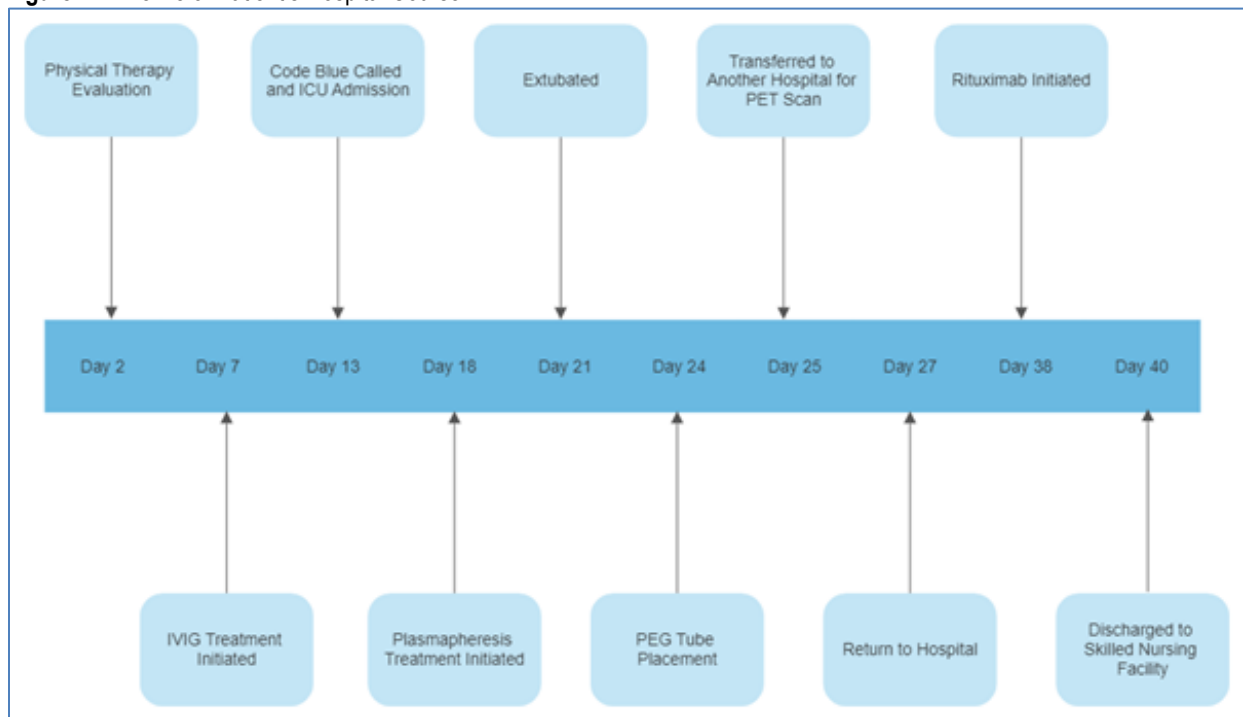 Physical Therapy
Evaluation
Code Blue Called
and ICU Admission
Extubated
Transferred to
Another Hospital for
PET Scan
Rituximab Initiated
Day 2
Day 7
Day 13
Day 18
Day 21
Day 24
Day 25
Day 27
Day 38
Day 40
IVIG Treatment
Initiated
Plasmapheresis
Treatment Initiated
PEG Tube
Placement
Return to Hospital
Discharged to
Skilled Nursing
Facility